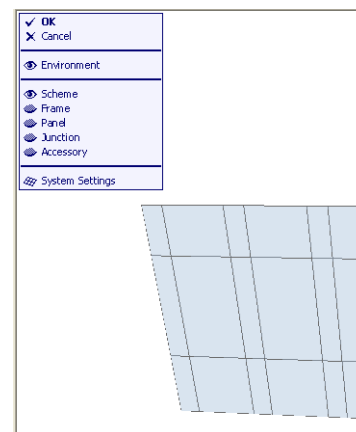 OK
Cancel
Environment
Scheme
Frame
Panel
Junction
Accessory
System Settings